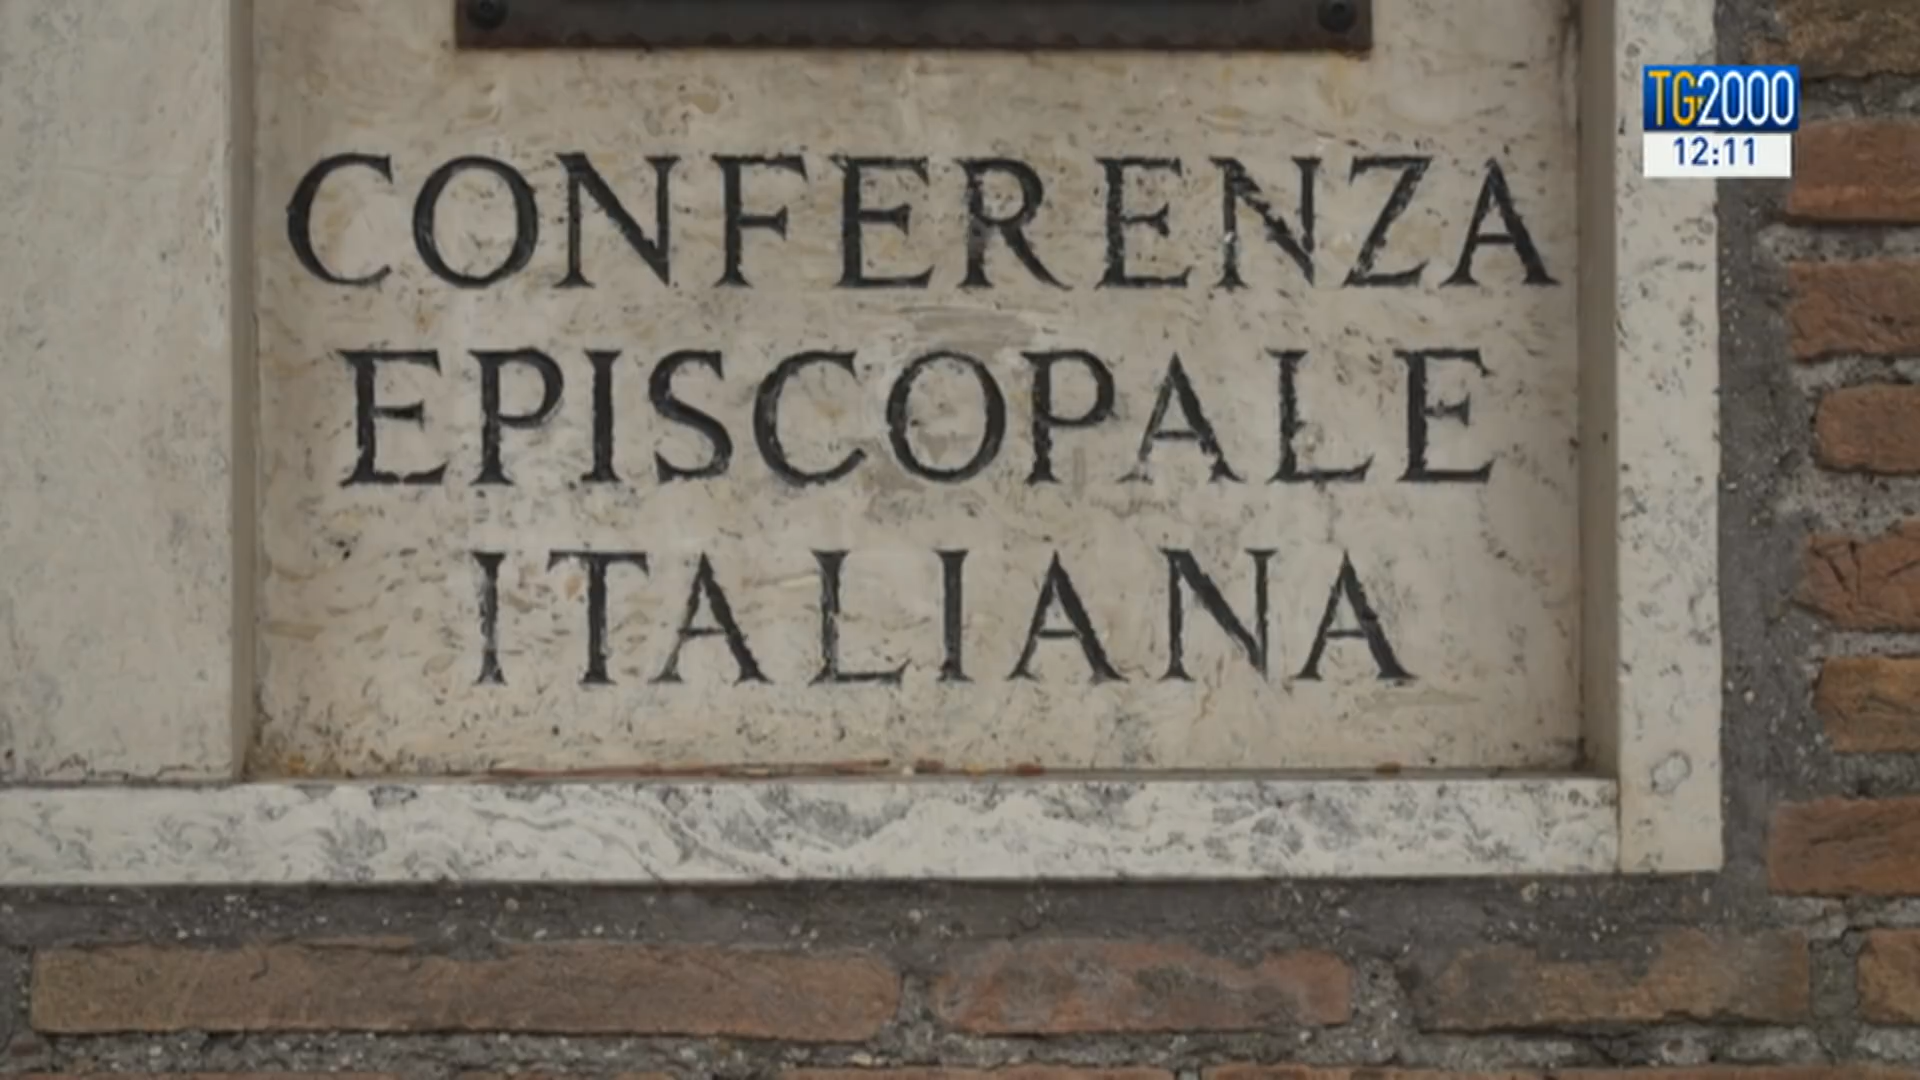 TG2000
12:11
CONFERENZA
EPISCOPALE
ITALIANA